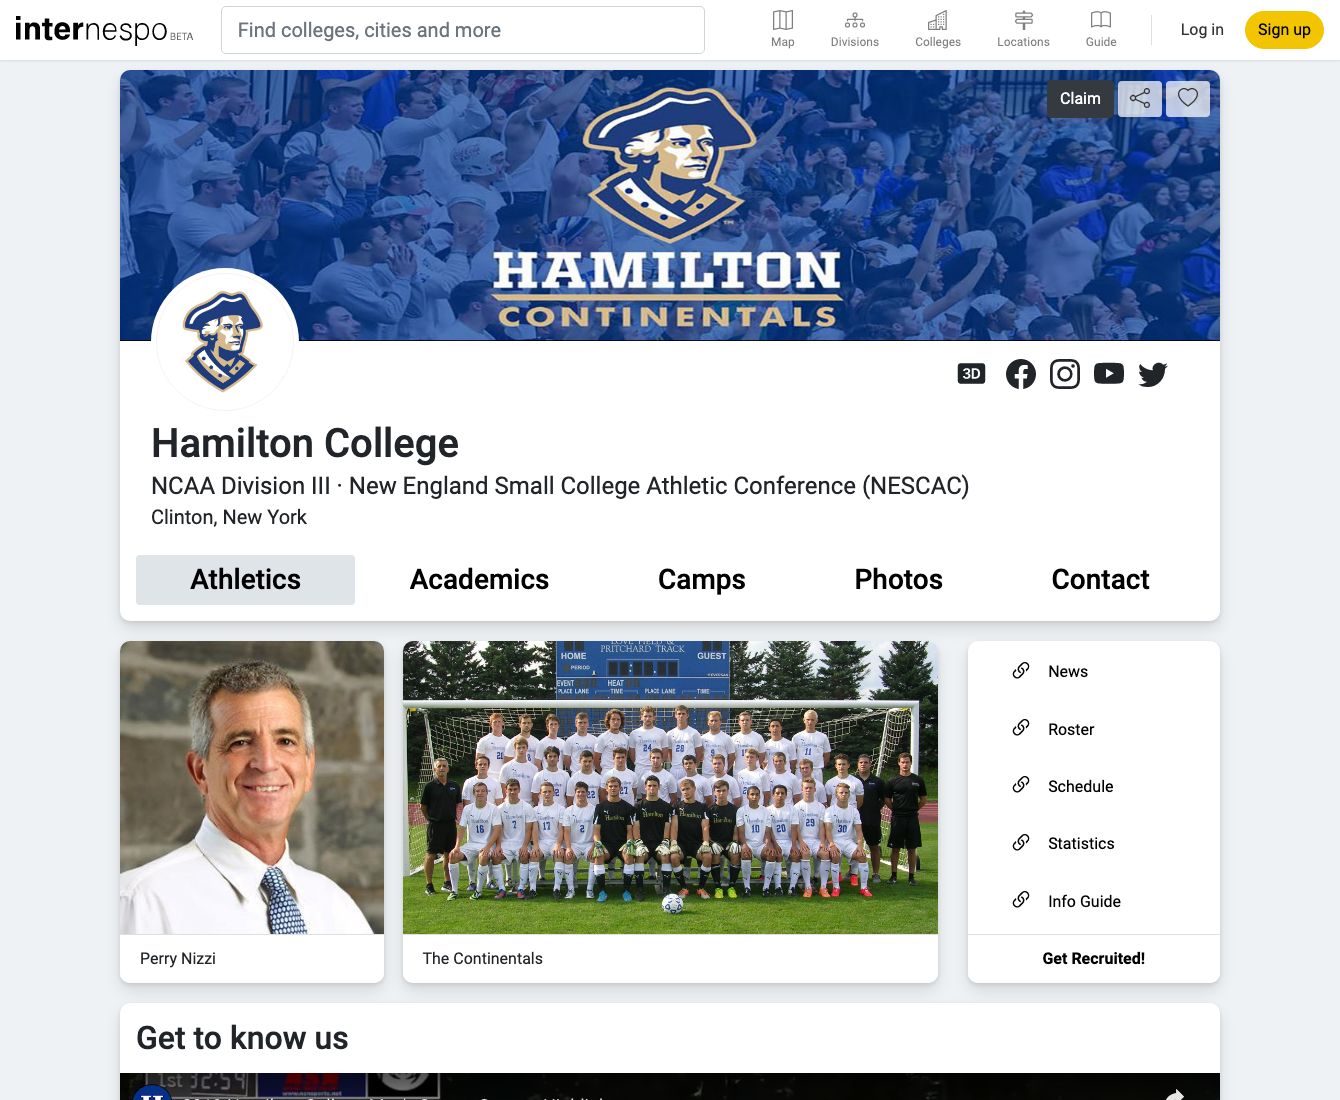 internespo BETA
Find colleges, cities and more
Map
Divisions
Colleges
Locations
Guide
Log in
Sign up
Claim
HAMILTON
CONTINENTALS
™
3D
Hamilton College
NCAA Division III · New England Small College Athletic Conference (NESCAC)
Clinton, New York
Athletics
Academics
Camps
Photos
Contact
PRITCHARD TRACK
HOME
GUEST
PERIOD
EVENT
HEAT
PLACE LANE
TIME
PLACE LANE
TIME
News
Roster
Schedule
Statistics
Info Guide
Perry Nizzi
The Continentals
Get Recruited!
Get to know us